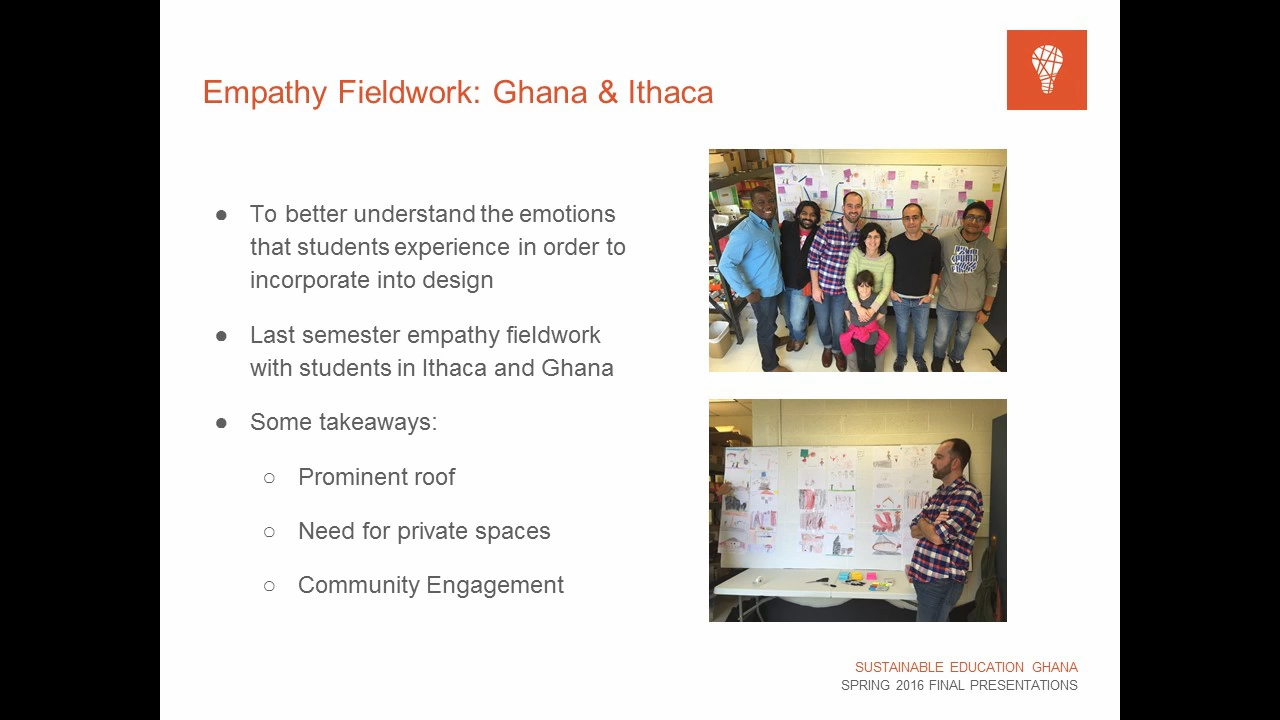 Empathy Fieldwork: Ghana & Ithaca
● To better understand the emotions
that students experience in order to
incorporate into design
● Last semester empathy fieldwork
with students in Ithaca and Ghana
● Some takeaways:
○ Prominent roof
○ Need for private spaces
○ Community Engagement
SUSTAINABLE EDUCATION GHANA
SPRING 2016 FINAL PRESENTATIONS